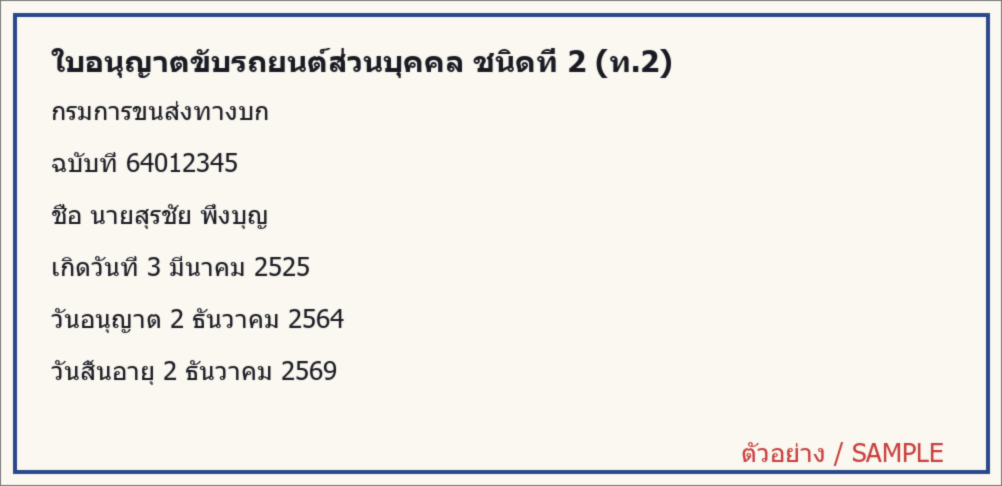 ใบอนุญาตขับรถยนต์ส่วนบุคคล ชนิดที่ 2 (ท.2)
กรมการขนส่งทางบก
ฉบับที่ 64012345
ชื่อ นายสุรชัย พึ่งบุญ
เกิดวันที่ 3 มีนาคม 2525
วันอนุญาต 2 ธันวาคม 2564
วันสิ้นอายุ 2 ธันวาคม 2569
ตัวอย่าง / SAMPLE